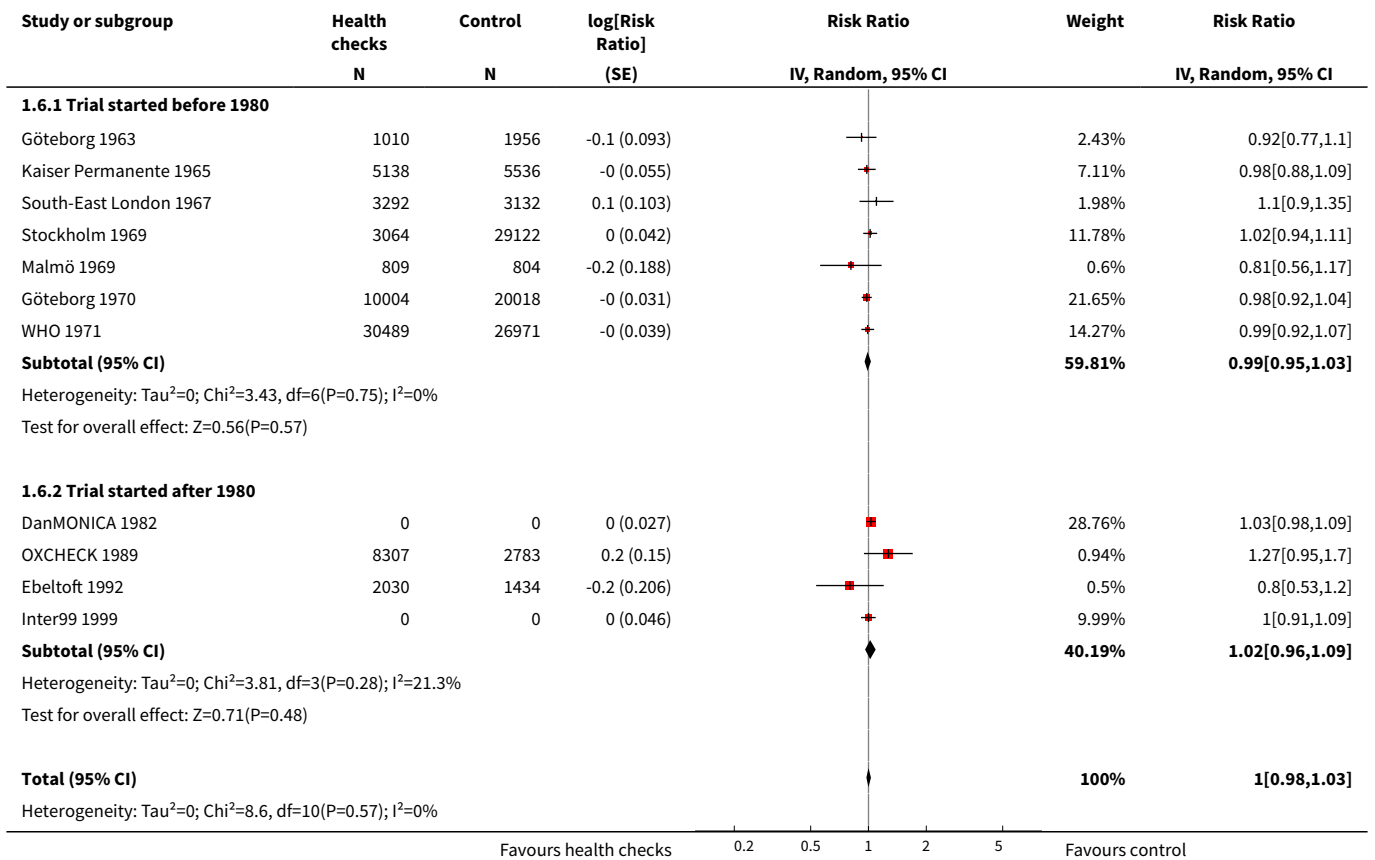 Study or subgroup Health checks Control log[Risk Ratio] Risk Ratio Weight Risk Ratio
N N (SE) IV, Random, 95% CI IV, Random, 95% CI
1.6.1 Trial started before 1980
Göteborg 1963 1010 1956 -0.1 (0.093) 2.43% 0.92[0.77,1.1]
Kaiser Permanente 1965 5138 5536 -0 (0.055) 7.11% 0.98[0.88,1.09]
South-East London 1967 3292 3132 0.1 (0.103) 1.98% 1.1[0.9,1.35]
Stockholm 1969 3064 29122 0 (0.042) 11.78% 1.02[0.94,1.11]
Malmö 1969 809 804 -0.2 (0.188) 0.6% 0.81[0.56,1.17]
Göteborg 1970 10004 20018 -0 (0.031) 21.65% 0.98[0.92,1.04]
WHO 1971 30489 26971 -0 (0.039) 14.27% 0.99[0.92,1.07]
Subtotal (95% CI) 59.81% 0.99[0.95,1.03]
Heterogeneity: Tau²=0; Chi²=3.43, df=6(P=0.75); I²=0%
Test for overall effect: Z=0.56(P=0.57)
1.6.2 Trial started after 1980
DanMONICA 1982 0 0 0 (0.027) 28.76% 1.03[0.98,1.09]
OXCHECK 1989 8307 2783 0.2 (0.15) 0.94% 1.27[0.95,1.7]
Ebeltoft 1992 2030 1434 -0.2 (0.206) 0.5% 0.8[0.53,1.2]
Inter99 1999 0 0 0 (0.046) 9.99% 1[0.91,1.09]
Subtotal (95% CI) 40.19% 1.02[0.96,1.09]
Heterogeneity: Tau²=0; Chi²=3.81, df=3(P=0.28); I²=21.3%
Test for overall effect: Z=0.71(P=0.48)
Total (95% CI) 100% 1[0.98,1.03]
Heterogeneity: Tau²=0; Chi²=8.6, df=10(P=0.57); I²=0%
Favours health checks 0.2 0.5 1 2 5 Favours control